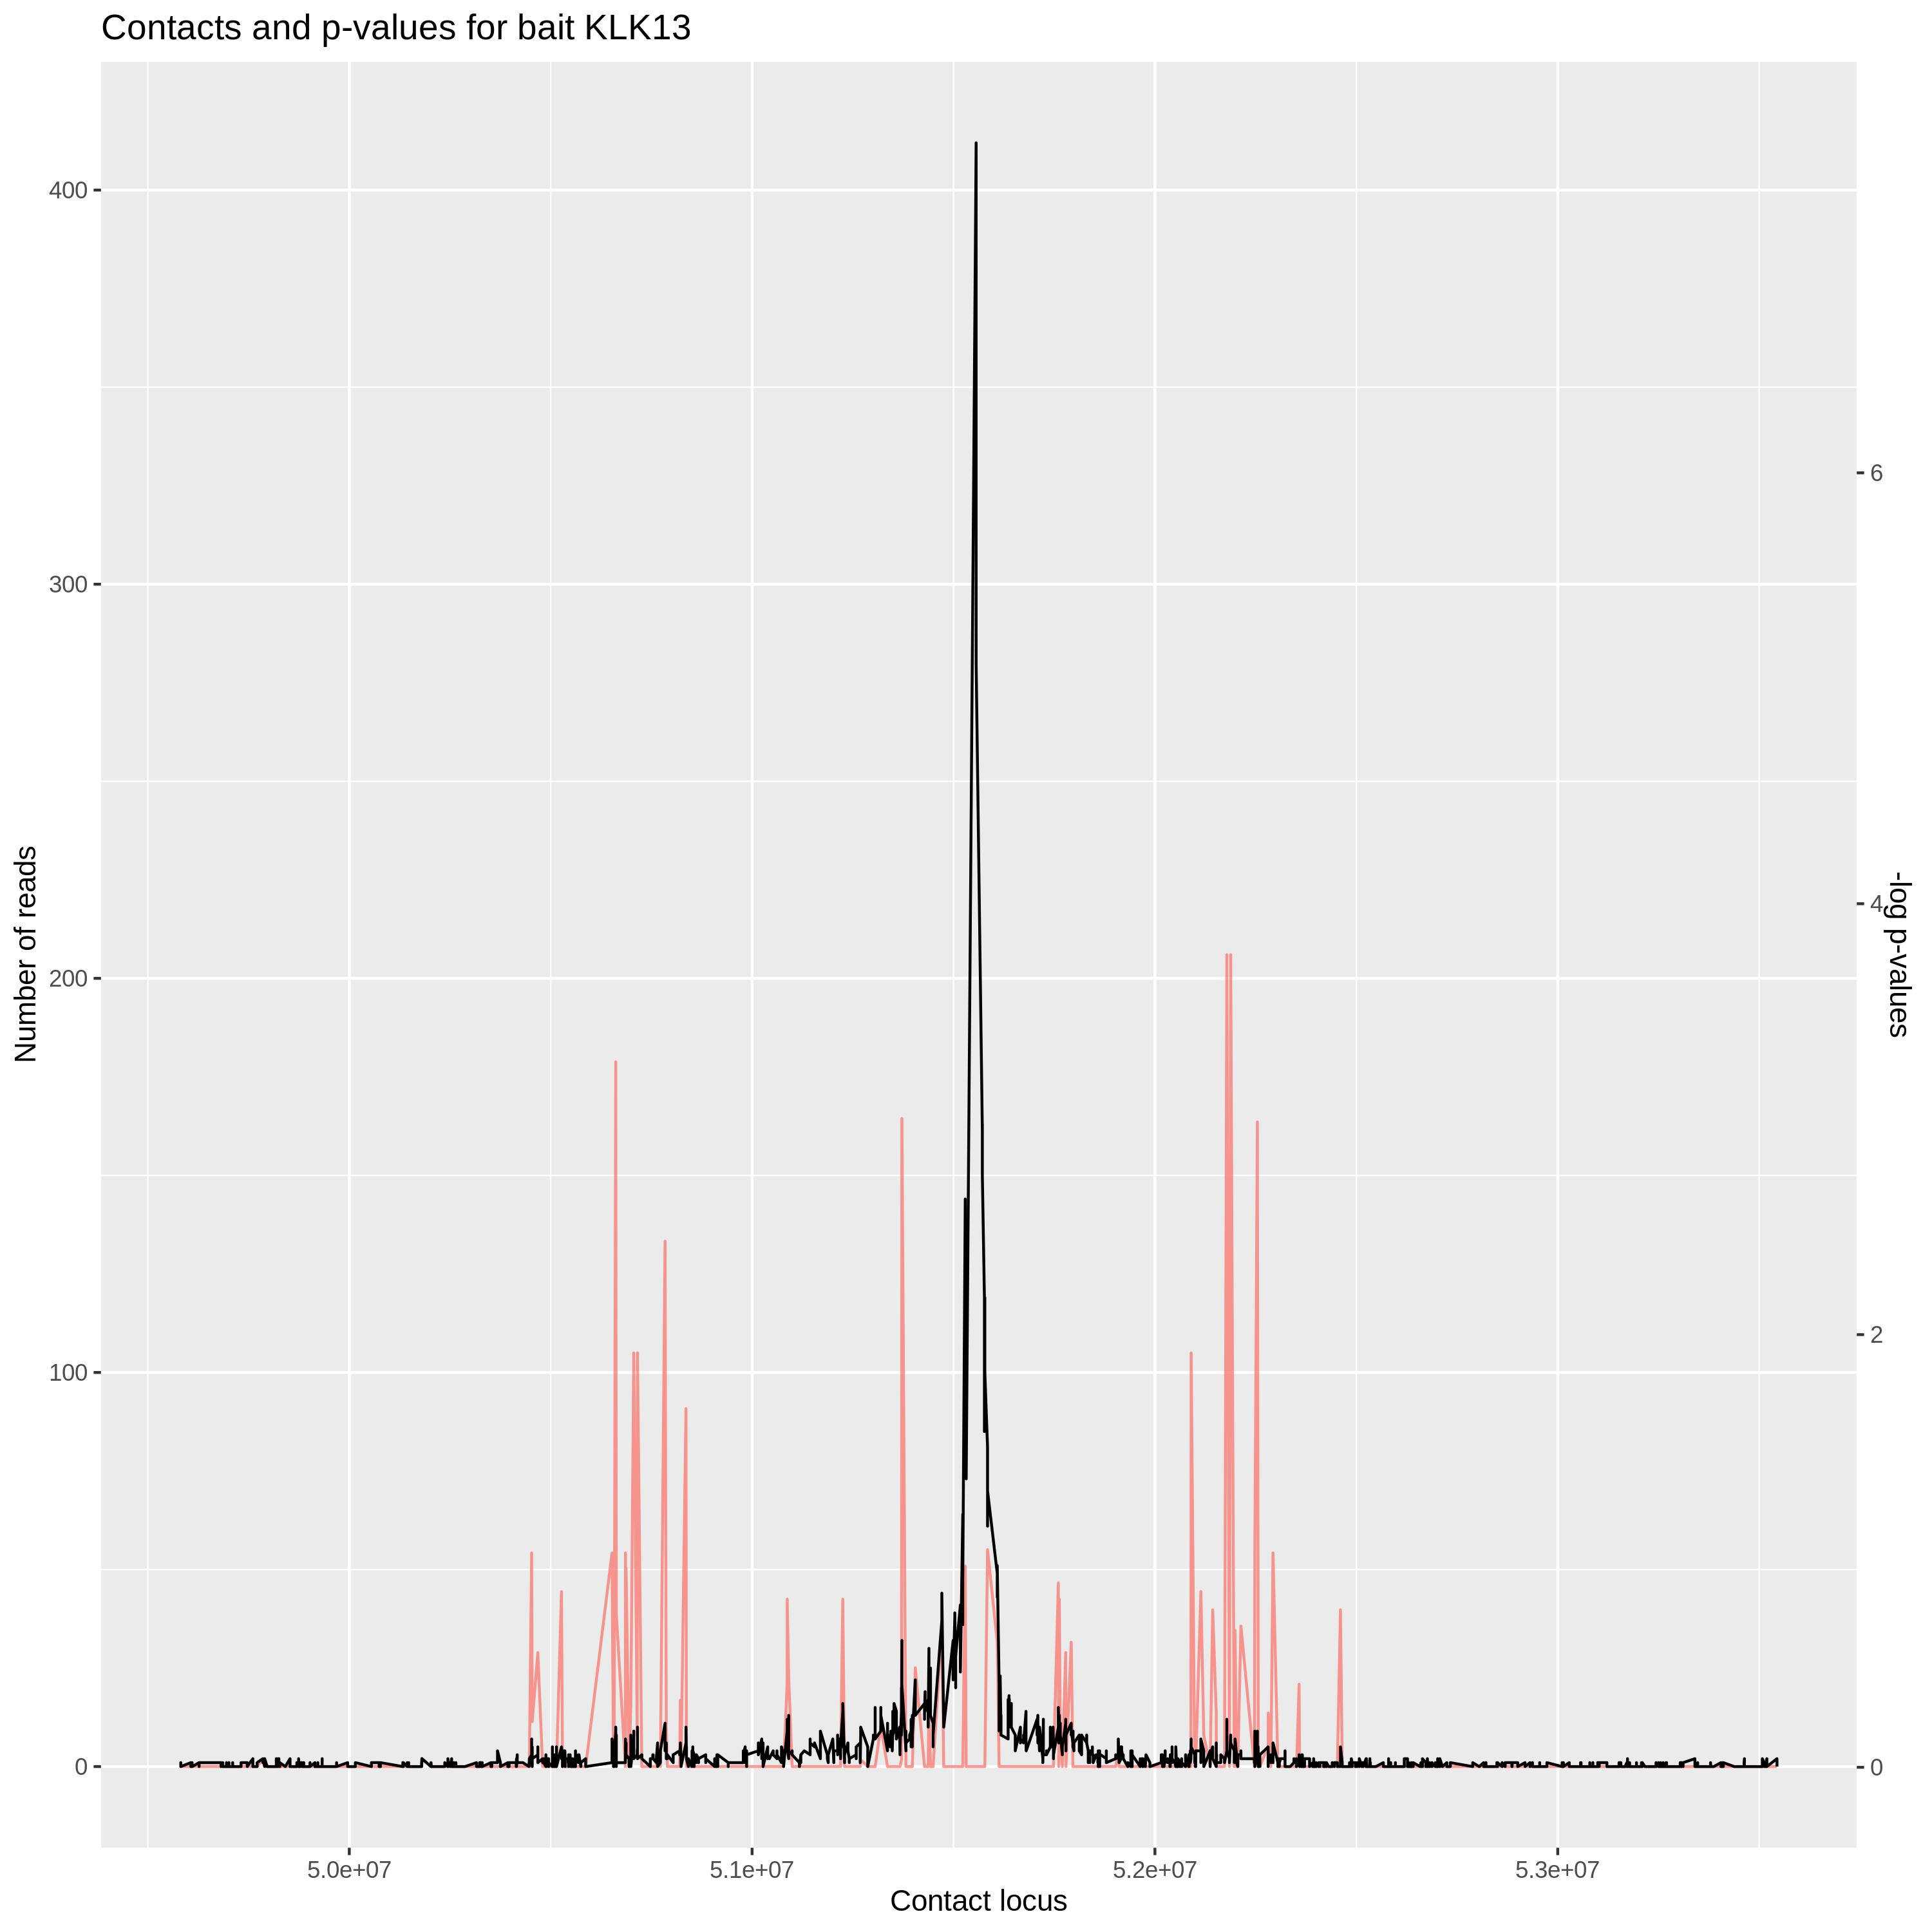 Contacts and p-values for bait KLK13
400
300
200
100
0
Number of reads
6
4
2
0
-log p-values
5.0e+07
5.1e+07
5.2e+07
5.3e+07
Contact locus